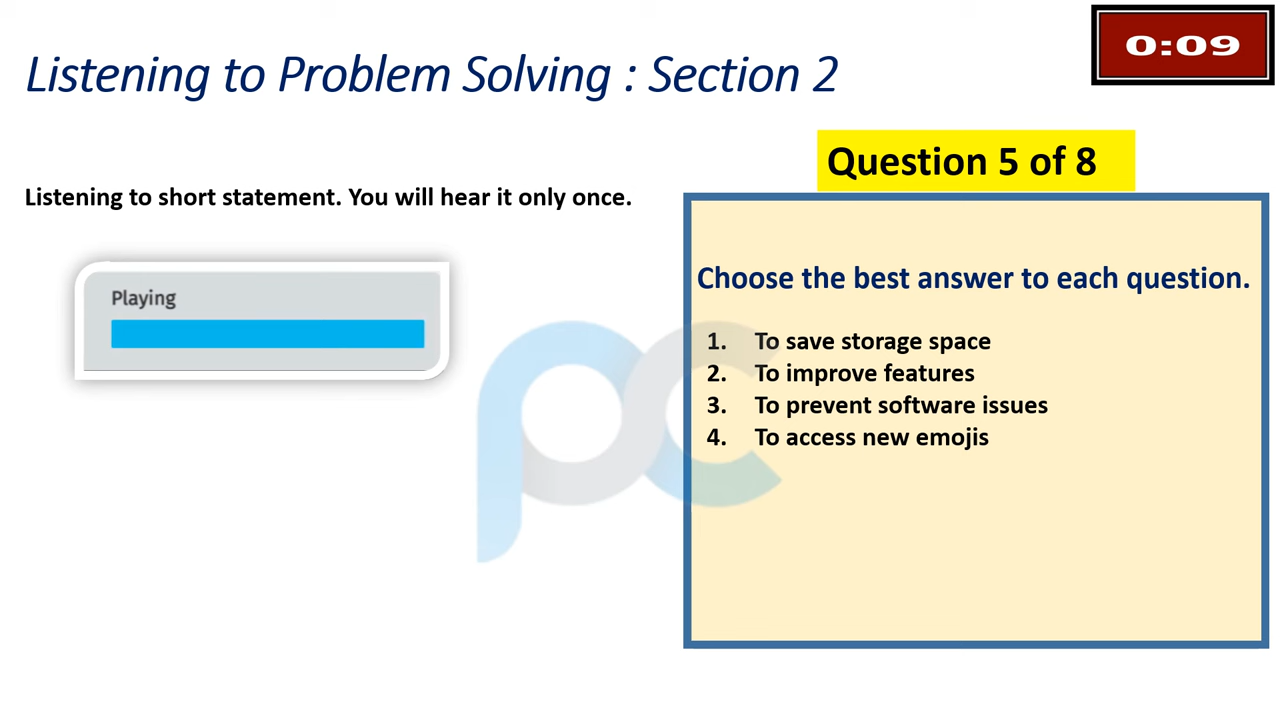 0:09
Listening to Problem Solving : Section 2
Question 5 of 8
Listening to short statement. You will hear it only once.
Playing
Choose the best answer to each question.
1. To save storage space
2. To improve features
3. To prevent software issues
4. To access new emojis
pc